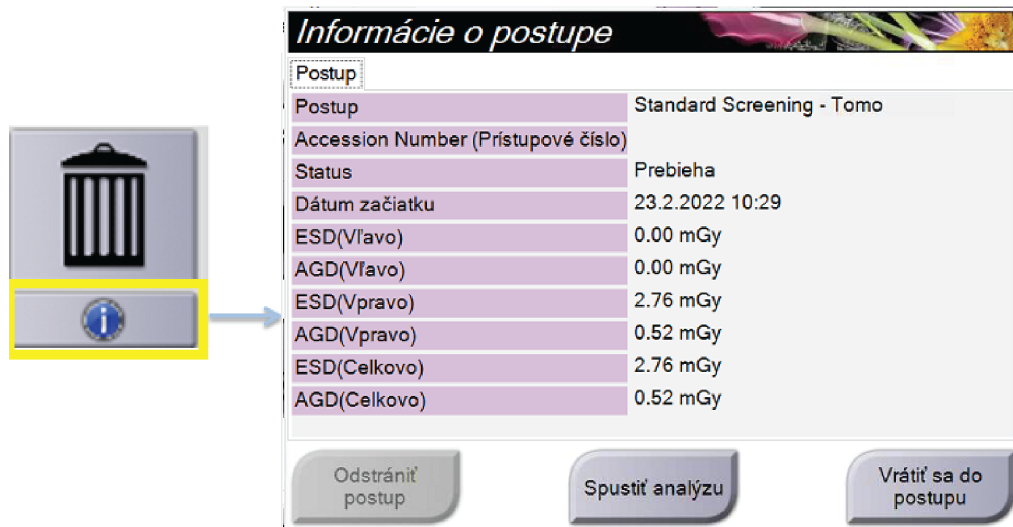 Informácie o postupe
Postup
Postup Standard Screening - Tomo
Accession Number (Prístupové číslo)
Status Prebieha
Dátum začiatku 23.2.2022 10:29
ESD(Vľavo) 0.00 mGy
AGD(Vľavo) 0.00 mGy
ESD(Vpravo) 2.76 mGy
AGD(Vpravo) 0.52 mGy
ESD(Celkovo) 2.76 mGy
AGD(Celkovo) 0.52 mGy
Odstrániť
postup
Spustiť analýzu
Vrátiť sa do
postupu